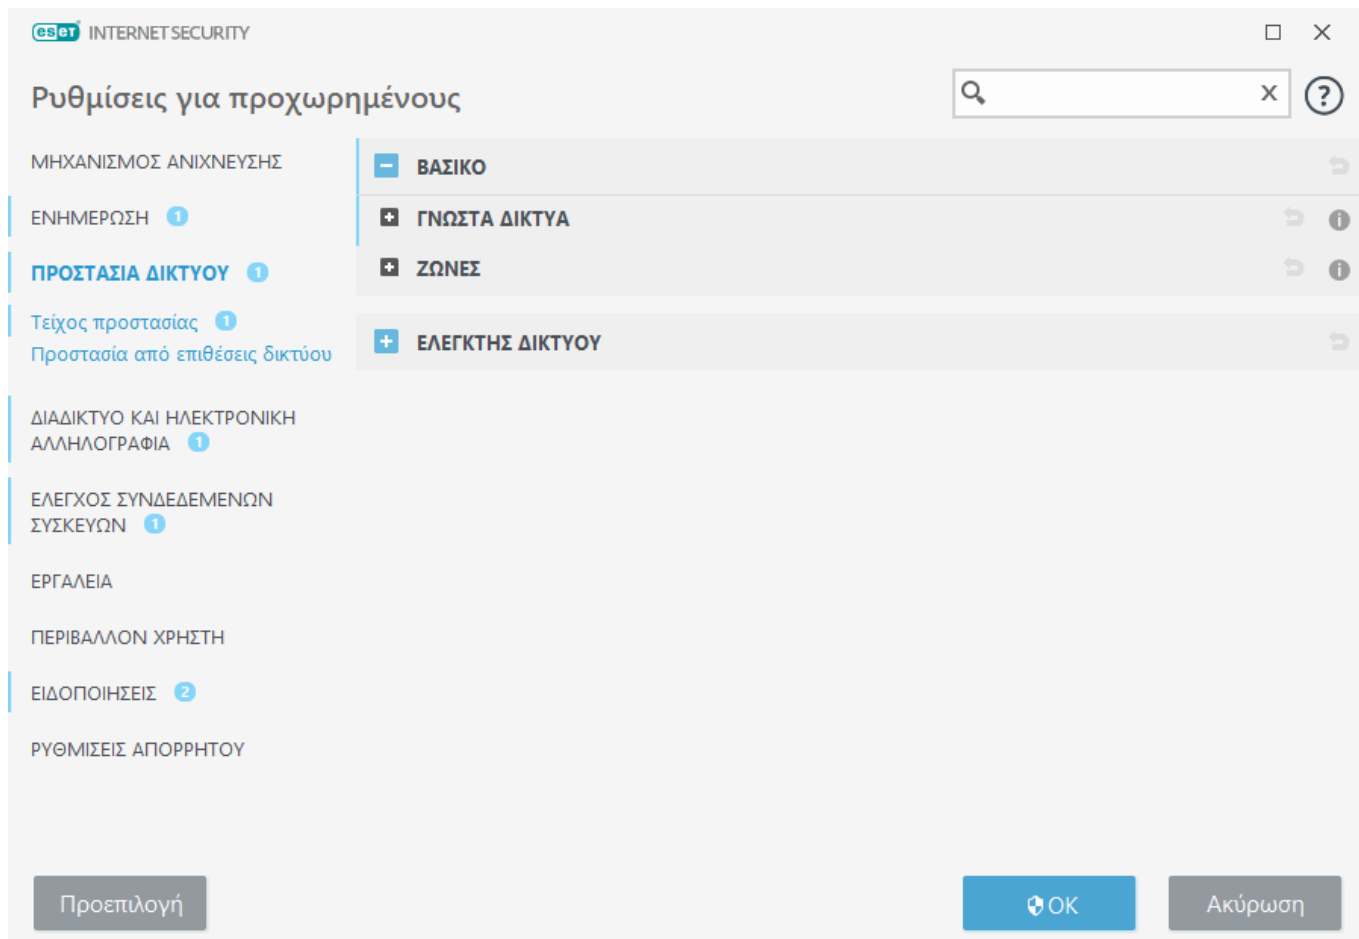 eset INTERNET SECURITY
Ρυθμίσεις για προχωρημένους
x
?
ΜΗΧΑΝΙΣΜΟΣ ΑΝΙΧΝΕΥΣΗΣ
ΕΝΗΜΕΡΩΣΗ 1
ΠΡΟΣΤΑΣΙΑ ΔΙΚΤΥΟΥ 1
Τείχος προστασίας 1
Προστασία από επιθέσεις δικτύου
ΔΙΑΔΙΚΤΥΟ ΚΑΙ ΗΛΕΚΤΡΟΝΙΚΗ
ΑΛΛΗΛΟΓΡΑΦΙΑ 1
ΕΛΕΓΧΟΣ ΣΥΝΔΕΔΕΜΕΝΩΝ
ΣΥΣΚΕΥΩΝ 1
ΕΡΓΑΛΕΙΑ
ΠΕΡΙΒΑΛΛΟΝ ΧΡΗΣΤΗ
ΕΙΔΟΠΟΙΗΣΕΙΣ 2
ΡΥΘΜΙΣΕΙΣ ΑΠΟΡΡΗΤΟΥ
ΒΑΣΙΚΟ
ΓΝΩΣΤΑ ΔΙΚΤΥΑ
ΖΩΝΕΣ
ΕΛΕΓΚΤΗΣ ΔΙΚΤΥΟΥ
Προεπιλογή
OK
Ακύρωση